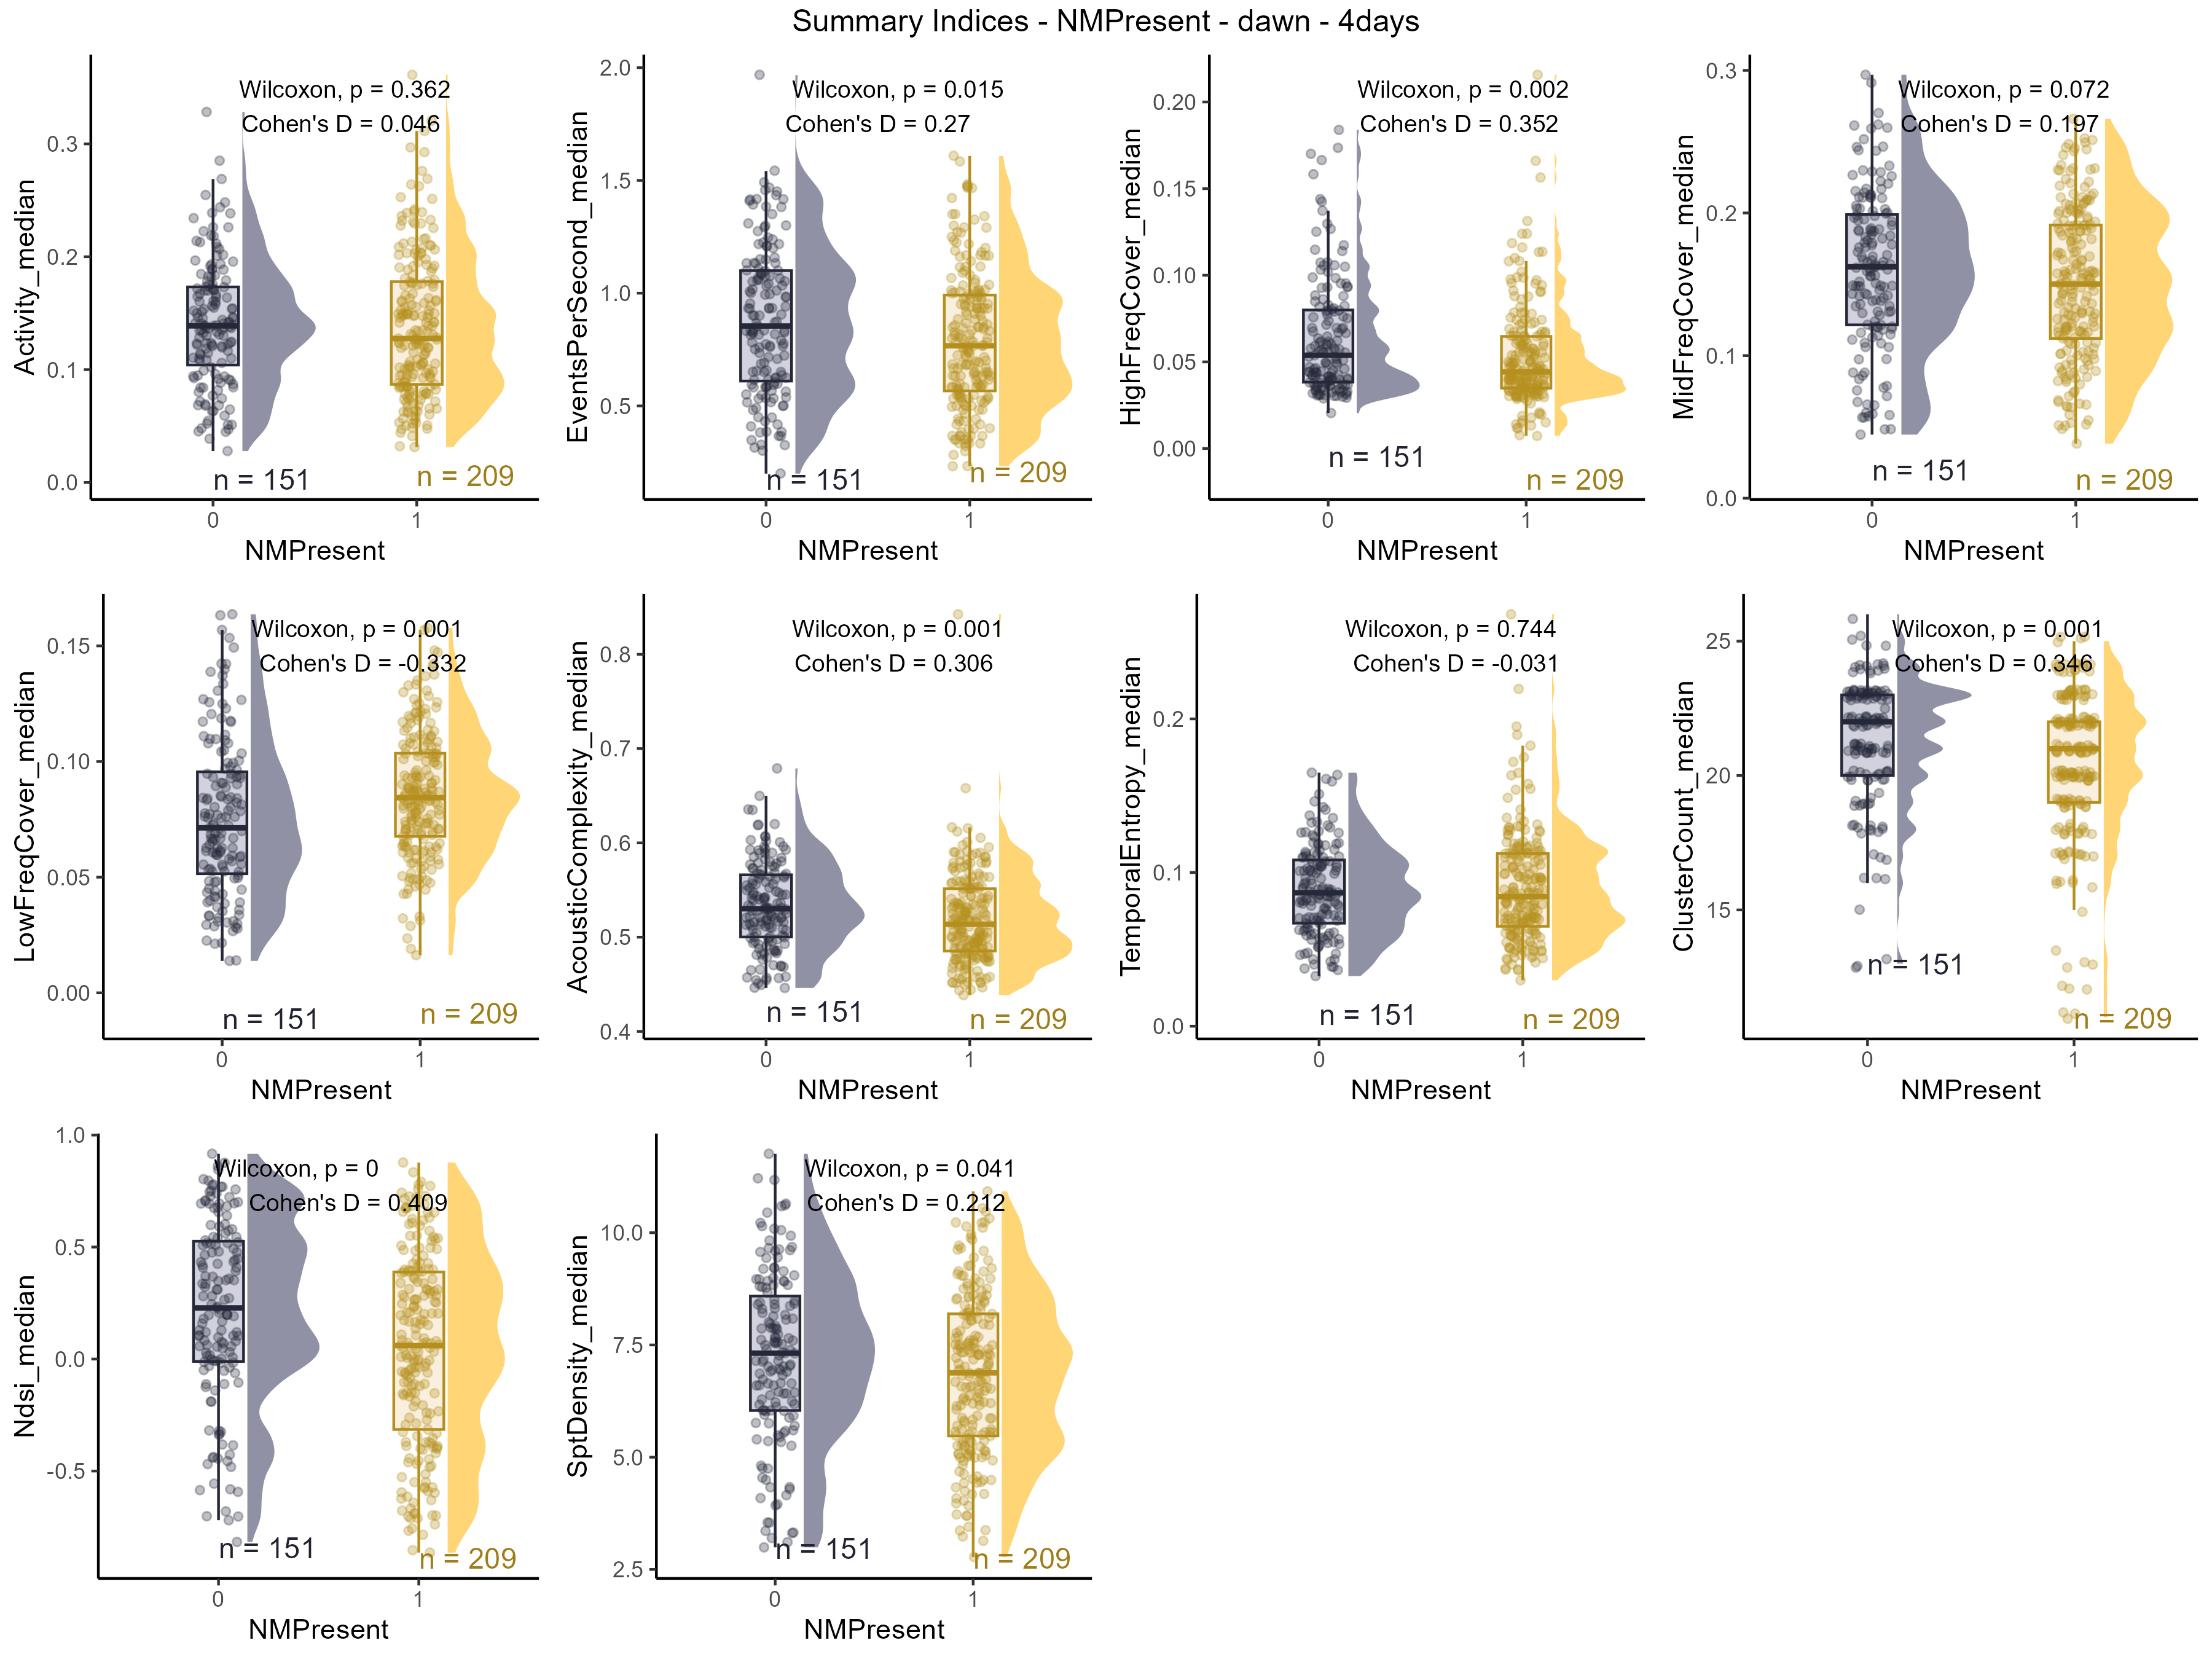 Summary Indices - NMPresent - dawn - 4days
Activity_median
Wilcoxon, p = 0.362
Cohen's D = 0.046
0.3
0.2
0.1
0.0
n = 151
n = 209
0
1
NMPresent
EventsPerSecond_median
Wilcoxon, p = 0.015
Cohen's D = 0.27
2.0
1.5
1.0
0.5
n = 151
n = 209
0
1
NMPresent
HighFreqCover_median
Wilcoxon, p = 0.002
Cohen's D = 0.352
0.20
0.15
0.10
0.05
0.00
n = 151
n = 209
0
1
NMPresent
MidFreqCover_median
Wilcoxon, p = 0.072
Cohen's D = 0.197
0.3
0.2
0.1
0.0
n = 151
n = 209
0
1
NMPresent
LowFreqCover_median
Wilcoxon, p = 0.001
Cohen's D = -0.332
0.15
0.10
0.05
0.00
n = 151
n = 209
0
1
NMPresent
AcousticComplexity_median
Wilcoxon, p = 0.001
Cohen's D = 0.306
0.8
0.7
0.6
0.5
0.4
n = 151
n = 209
0
1
NMPresent
TemporalEntropy_median
Wilcoxon, p = 0.744
Cohen's D = -0.031
0.2
0.1
0.0
n = 151
n = 209
0
1
NMPresent
ClusterCount_median
Wilcoxon, p = 0.001
Cohen's D = 0.346
25
20
15
n = 151
n = 209
0
1
NMPresent
Ndsi_median
Wilcoxon, p = 0
Cohen's D = 0.409
1.0
0.5
0.0
-0.5
n = 151
n = 209
0
1
NMPresent
SptDensity_median
Wilcoxon, p = 0.041
Cohen's D = 0.212
10.0
7.5
5.0
2.5
n = 151
n = 209
0
1
NMPresent